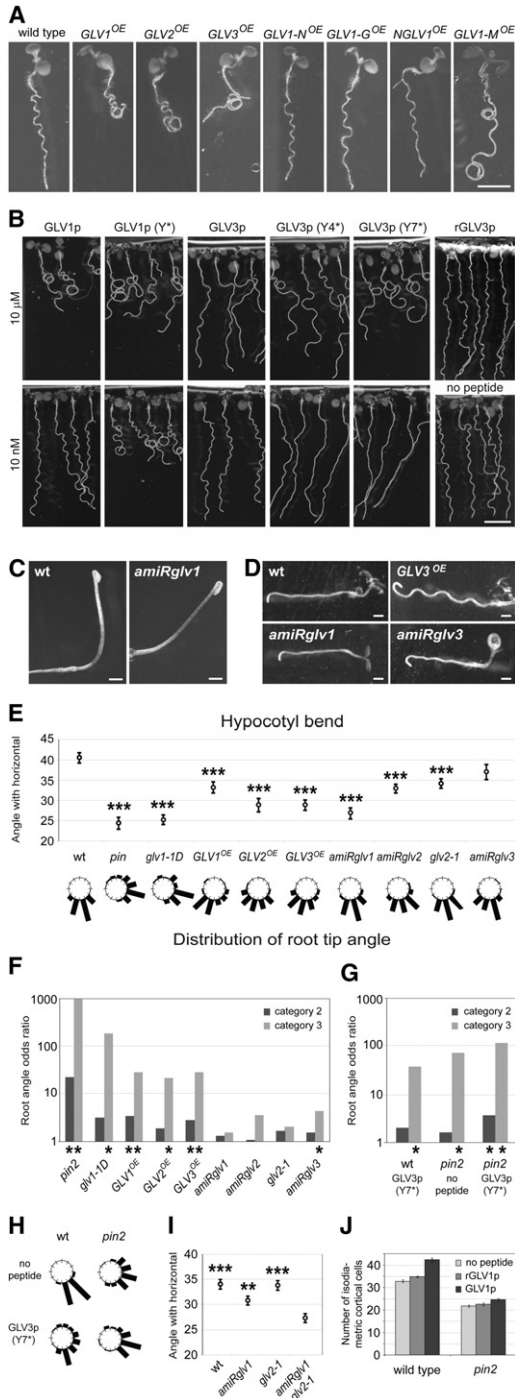 A
wild type GLV1OE GLV2OE GLV3OE GLV1-NOE GLV1-GOE NGLV1OE GLV1-MOE
B
GLV1p GLV1p (Y*) GLV3p GLV3p (Y4*) GLV3p (Y7*) rGLV3p
10 µM
no peptide
10 nM
C
wt amiRglv1
D
wt GLV3 OE
amiRglv1 amiRglv3
E
Hypocotyl bend
Angle with horizontal
45
40
35
30
25
20
*** *** *** *** *** *** *** ***
wt pin glv1-1D GLV1OE GLV2OE GLV3OE amiRglv1 amiRglv2 glv2-1 amiRglv3
Distribution of root tip angle
F
Root angle odds ratio
1000
100
10
1
category 2
category 3
** * ** * ** *
pin2 glv1-1D GLV1OE GLV2OE GLV3OE amiRglv1 amiRglv2 glv2-1 amiRglv3
G
Root angle odds ratio
1000
100
10
1
category 2
category 3
* * * *
wt GLV3p (Y7*)
pin2 no peptide
pin2 GLV3p (Y7*)
H
wt pin2
no peptide
GLV3p (Y7*)
I
Angle with horizontal
40
35
30
25
20
*** ** ***
wt amiRglv1 glv2-1 amiRglv1 glv2-1
J
Number of isodia-
metric cortical cells
40
30
20
10
0
no peptide
rGLV1p
GLV1p
wild type pin2